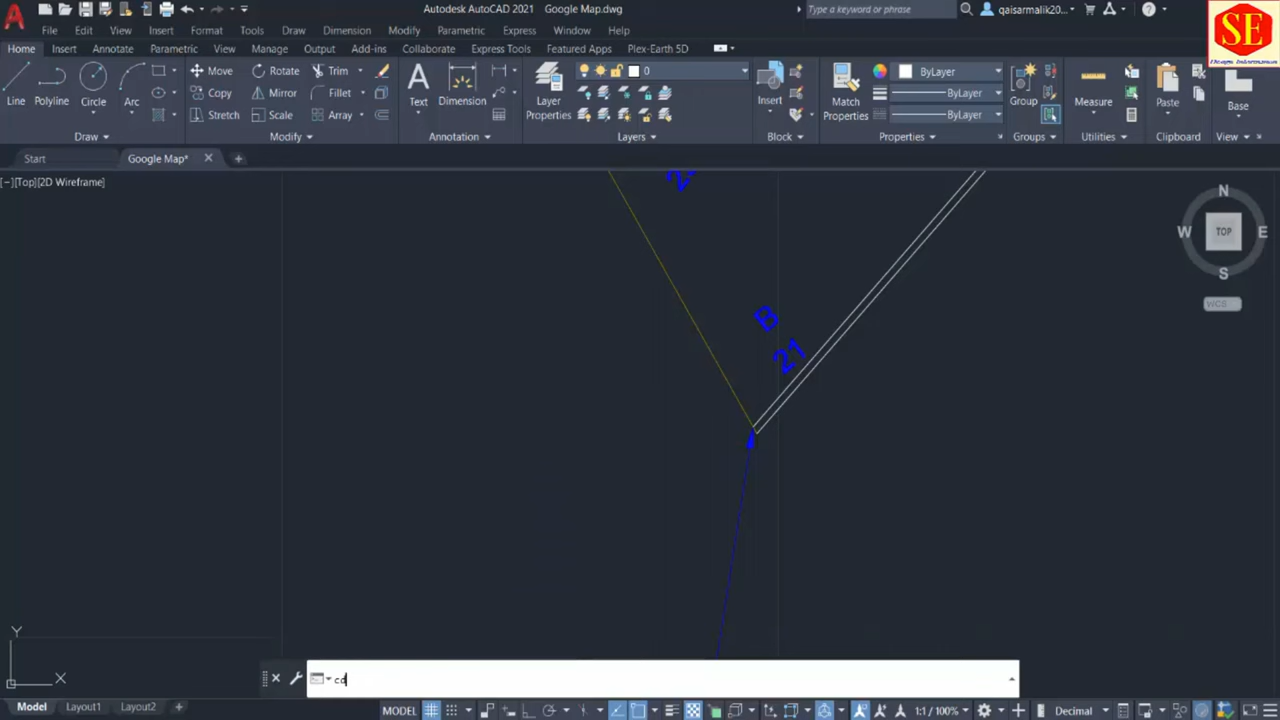 Autodesk AutoCAD 2021 Google Map.dwg
Type a keyword or phrase
qaisarmalik20...
SE
File Edit View Insert Format Tools Draw Dimension Modify Parametric Express Window Help
Home Insert Annotate Parametric View Manage Output Add-ins Collaborate Express Tools Featured Apps Plex-Earth 5D
Line Polyline Circle Arc
Move Rotate Trim
Copy Mirror Fillet
Stretch Scale Array
Text Dimension
Layer Properties
0
Insert
Match Properties
ByLayer
ByLayer
ByLayer
Group
Measure
Paste
Base
Draw Modify Annotation Layers Block Properties Groups Utilities Clipboard View
Start Google Map*
[−][Top][2D Wireframe]
N
W TOP E
S
WCS
B
21
Y
X
cd
Model Layout1 Layout2
MODEL 1:1 / 100% Decimal